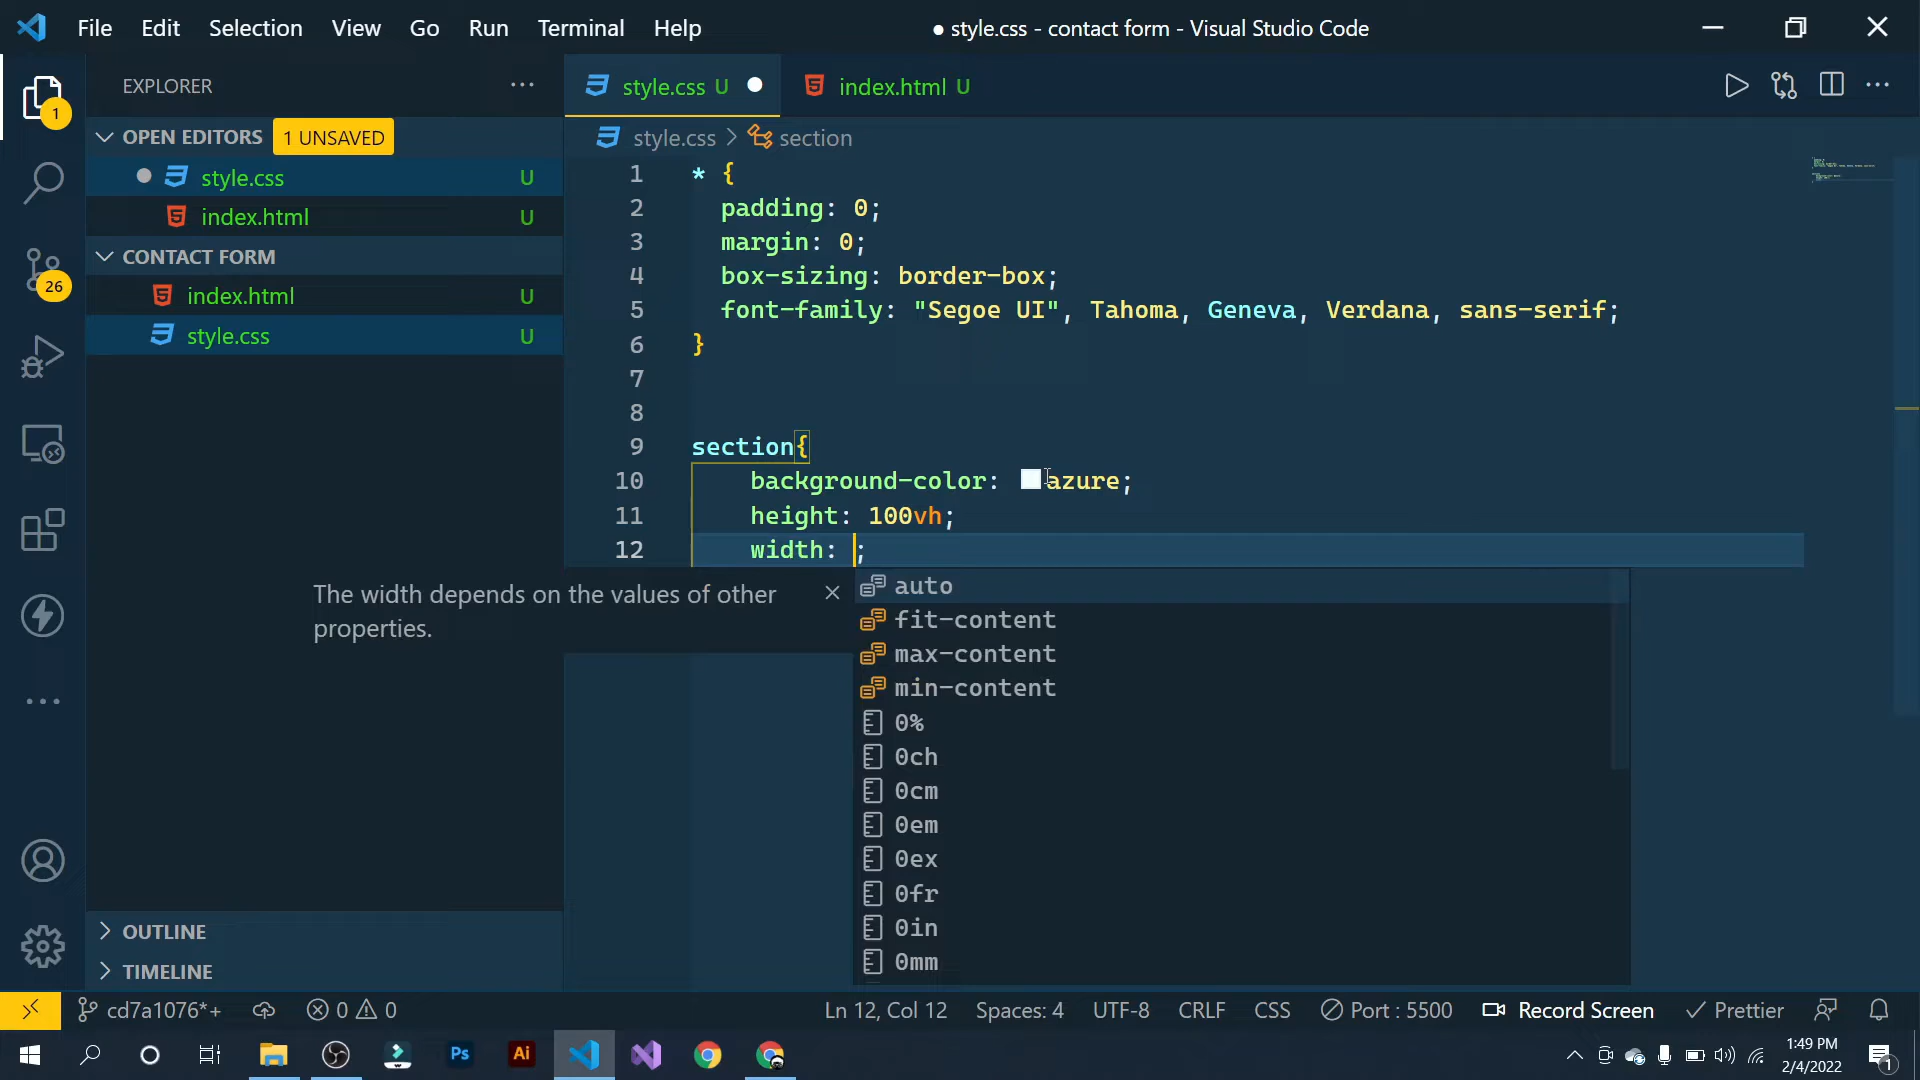 File Edit Selection View Go Run Terminal Help ● style.css - contact form - Visual Studio Code
EXPLORER
style.css U
index.html U
OPEN EDITORS 1 UNSAVED
style.css > section
style.css U
index.html U
CONTACT FORM
index.html U
style.css U
1 * {
2 padding: 0;
3 margin: 0;
4 box-sizing: border-box;
5 font-family: "Segoe UI", Tahoma, Geneva, Verdana, sans-serif;
6 }
7
8
9 section{
10 background-color: azure;
11 height: 100vh;
12 width: ;
The width depends on the values of other
properties.
auto
fit-content
max-content
min-content
0%
0ch
0cm
0em
0ex
0fr
0in
0mm
1
26
OUTLINE
TIMELINE
cd7a1076*+ 0 0 Ln 12, Col 12 Spaces: 4 UTF-8 CRLF CSS Port : 5500 Record Screen Prettier
Ps Ai
1:49 PM
2/4/2022
1